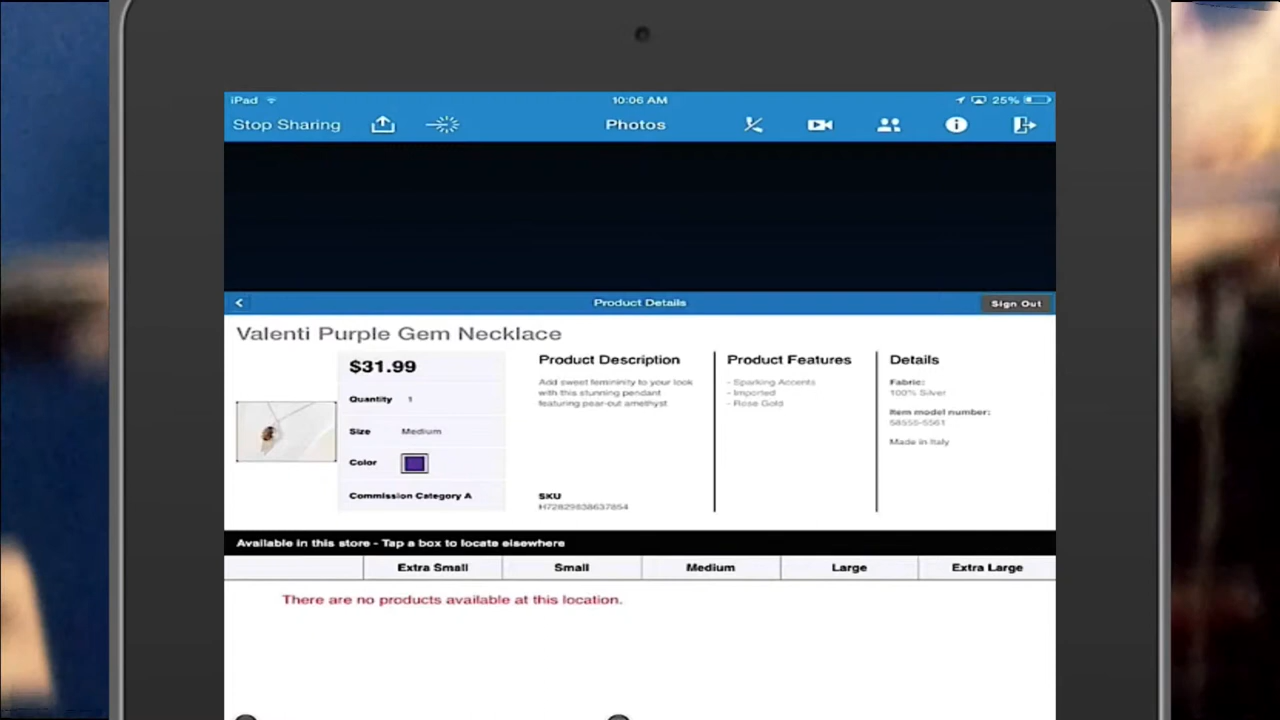 iPad 10:06 AM 25%
Stop Sharing Photos
Product Details Sign Out
Valenti Purple Gem Necklace
$31.99
Quantity 1
Size Medium
Color
Commission Category A
Product Description
Add sweet femininity to your look
with this stunning pendant
featuring pear-cut amethyst
SKU
H72829838637854
Product Features
- Sparking Accents
- Imported
- Rose Gold
Details
Fabric:
100% Silver
Item model number:
58555-5561
Made in Italy
Available in this store - Tap a box to locate elsewhere
Extra Small Small Medium Large Extra Large
There are no products available at this location.